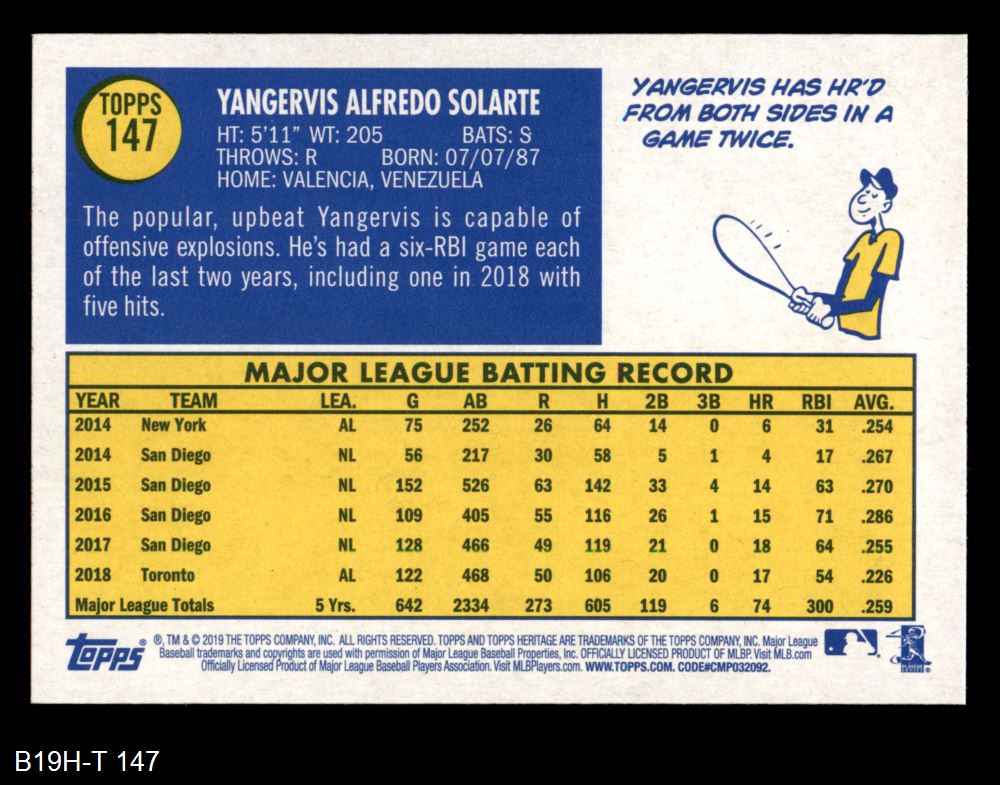 TOPPS
147
YANGERVIS ALFREDO SOLARTE
HT: 5'11" WT: 205 BATS: S
THROWS: R BORN: 07/07/87
HOME: VALENCIA, VENEZUELA
The popular, upbeat Yangervis is capable of
offensive explosions. He's had a six-RBI game each
of the last two years, including one in 2018 with
five hits.
YANGERVIS HAS HR'D
FROM BOTH SIDES IN A
GAME TWICE.
MAJOR LEAGUE BATTING RECORD
YEAR TEAM LEA. G AB R H 2B 3B HR RBI AVG.
2014 New York AL 75 252 26 64 14 0 6 31 .254
2014 San Diego NL 56 217 30 58 5 1 4 17 .267
2015 San Diego NL 152 526 63 142 33 4 14 63 .270
2016 San Diego NL 109 405 55 116 26 1 15 71 .286
2017 San Diego NL 128 466 49 119 21 0 18 64 .255
2018 Toronto AL 122 468 50 106 20 0 17 54 .226
Major League Totals 5 Yrs. 642 2334 273 605 119 6 74 300 .259
Topps ® ®, TM & © 2019 THE TOPPS COMPANY, INC. ALL RIGHTS RESERVED. TOPPS AND TOPPS HERITAGE ARE TRADEMARKS OF THE TOPPS COMPANY, INC. Major League
Baseball trademarks and copyrights are used with permission of Major League Baseball Properties, Inc. OFFICIALLY LICENSED PRODUCT OF MLBP. Visit MLB.com
Officially Licensed Product of Major League Baseball Players Association. Visit MLBPlayers.com. WWW.TOPPS.COM. CODE#CMP032092.
B19H-T 147